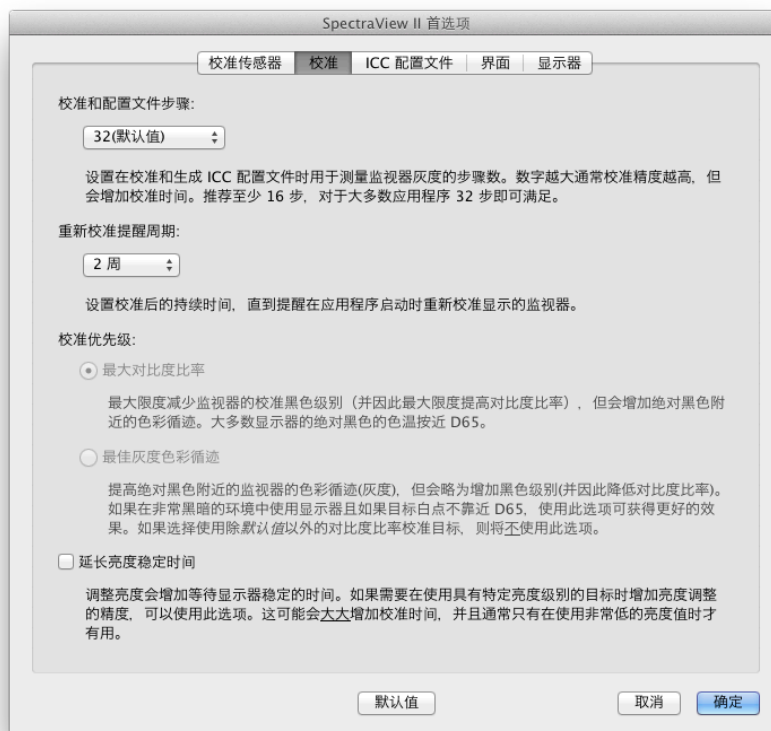 SpectraView II 首选项
校准传感器 校准 ICC 配置文件 界面 显示器
校准和配置文件步骤:
32(默认值)
设置在校准和生成 ICC 配置文件时用于测量监视器灰度的步骤数。数字越大通常校准精度越高，但
会增加校准时间。推荐至少 16 步，对于大多数应用程序 32 步即可满足。
重新校准提醒周期:
2 周
设置校准后的持续时间，直到提醒在应用程序启动时重新校准显示的监视器。
校准优先级:
最大对比度比率
最大限度减少监视器的校准黑色级别（并因此最大限度提高对比度比率），但会增加绝对黑色附
近的色彩循迹。大多数显示器的绝对黑色的色温按近 D65。
最佳灰度色彩循迹
提高绝对黑色附近的监视器的色彩循迹(灰度)，但会略为增加黑色级别(并因此降低对比度比率)。
如果在非常黑暗的环境中使用显示器且如果目标白点不靠近 D65，使用此选项可获得更好的效
果。如果选择使用除默认值以外的对比度比率校准目标，则将不使用此选项。
延长亮度稳定时间
调整亮度会增加等待显示器稳定的时间。如果需要在使用具有特定亮度级别的目标时增加亮度调整
的精度，可以使用此选项。这可能会大大增加校准时间，并且通常只有在使用非常低的亮度值时才
有用。
默认值 取消 确定